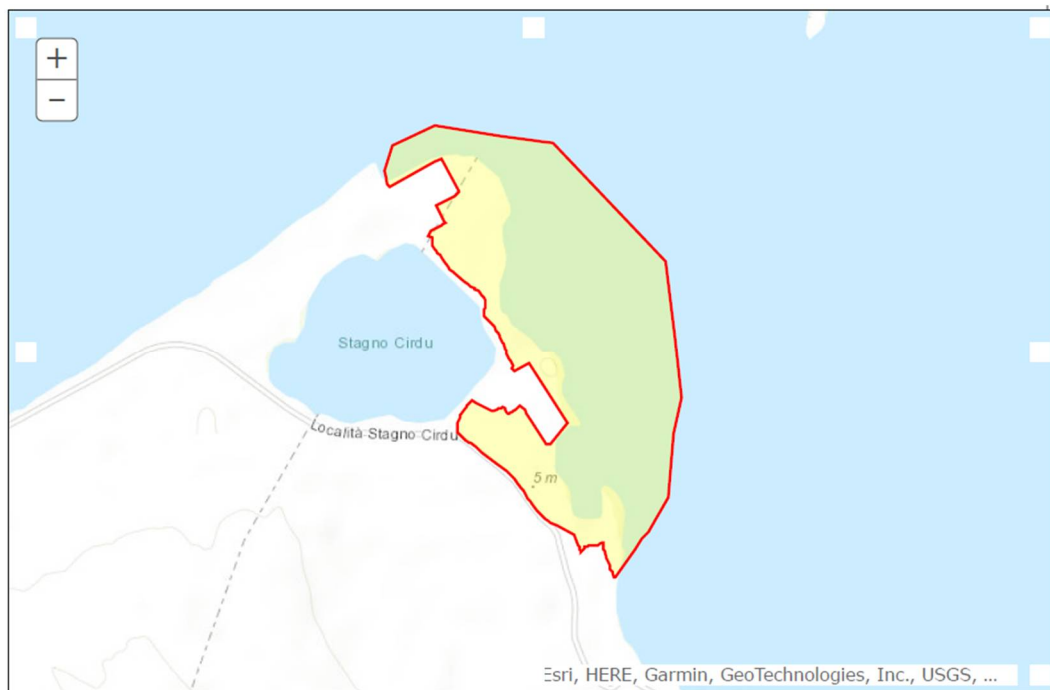 +
−
Stagno Cirdu
Località Stagno Cirdu
5 m
Esri, HERE, Garmin, GeoTechnologies, Inc., USGS, ...